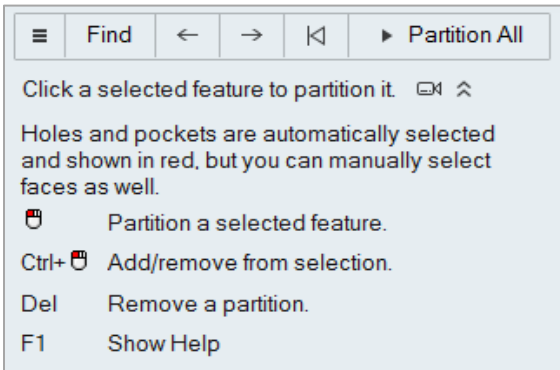 Find Partition All
Click a selected feature to partition it.
Holes and pockets are automatically selected
and shown in red, but you can manually select
faces as well.
Partition a selected feature.
Ctrl+ Add/remove from selection.
Del Remove a partition.
F1 Show Help